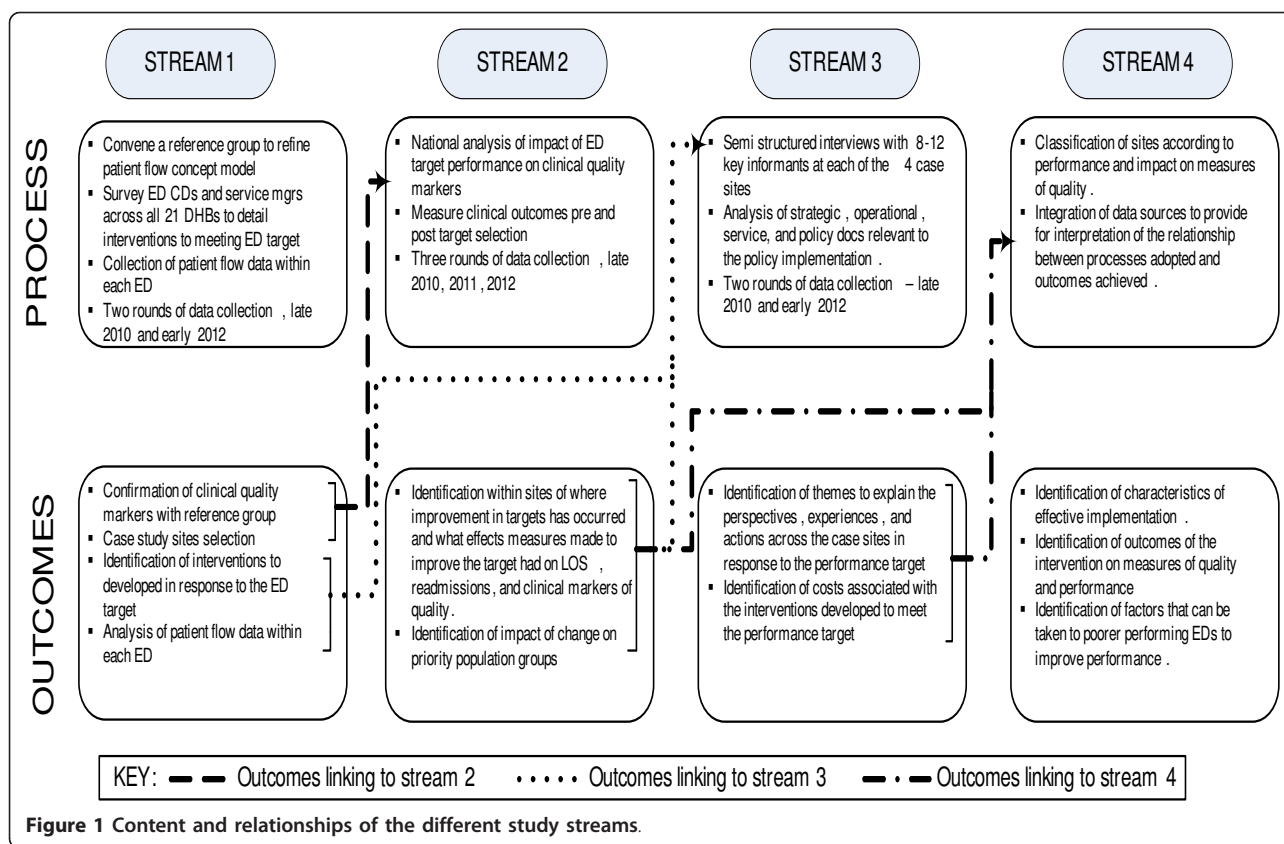 STREAM 1
STREAM 2
STREAM 3
STREAM 4
PROCESS
▪ Convene a reference group to refine
patient flow concept model
▪ Survey ED CDs and service mgrs
across all 21 DHBs to detail
interventions to meeting ED target
▪ Collection of patient flow data within
each ED
▪ Two rounds of data collection , late
2010 and early 2012
▪ National analysis of impact of ED
target performance on clinical quality
markers
▪ Measure clinical outcomes pre and
post target selection
▪ Three rounds of data collection , late
2010, 2011 , 2012
▪ Semi structured interviews with 8-12
key informants at each of the 4 case
sites
▪ Analysis of strategic , operational ,
service, and policy docs relevant to
the policy implementation .
▪ Two rounds of data collection – late
2010 and early 2012
▪ Classification of sites according to
performance and impact on measures
of quality .
▪ Integration of data sources to provide
for interpretation of the relationship
between processes adopted and
outcomes achieved .
OUTCOMES
▪ Confirmation of clinical quality
markers with reference group
▪ Case study sites selection
▪ Identification of interventions to
developed in response to the ED
target
▪ Analysis of patient flow data within
each ED
▪ Identification within sites of where
improvement in targets has occurred
and what effects measures made to
improve the target had on LOS ,
readmissions , and clinical markers of
quality .
▪ Identification of impact of change on
priority population groups
▪ Identification of themes to explain the
perspectives , experiences , and
actions across the case sites in
response to the performance target
▪ Identification of costs associated with
the interventions developed to meet
the performance target
▪ Identification of characteristics of
effective implementation .
▪ Identification of outcomes of the
intervention on measures of quality
and performance
▪ Identification of factors that can be
taken to poorer performing EDs to
improve performance .
KEY: Outcomes linking to stream 2 Outcomes linking to stream 3 Outcomes linking to stream 4
Figure 1 Content and relationships of the different study streams.